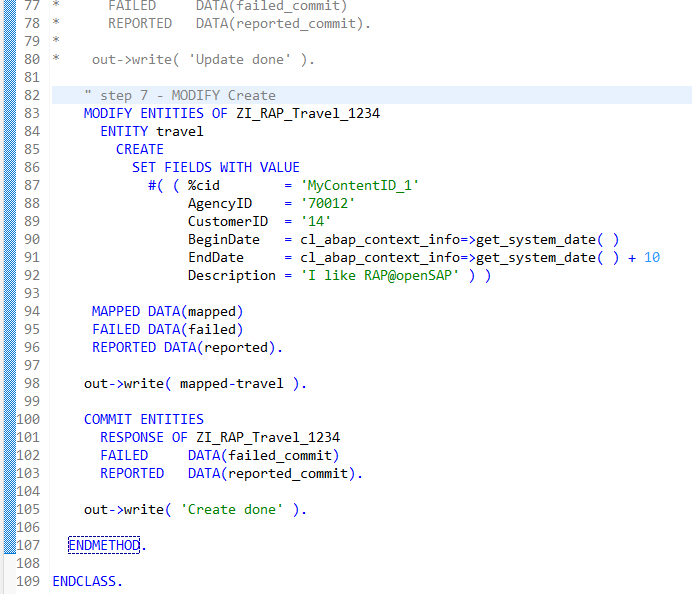 77 *      FAILED     DATA(failed_commit)
78 *      REPORTED   DATA(reported_commit).
79 *
80 *    out->write( 'Update done' ).
81
82     " step 7 - MODIFY Create
83     MODIFY ENTITIES OF ZI_RAP_Travel_1234
84       ENTITY travel
85         CREATE
86           SET FIELDS WITH VALUE
87             #( ( %cid        = 'MyContentID_1'
88                  AgencyID    = '70012'
89                  CustomerID  = '14'
90                  BeginDate   = cl_abap_context_info=>get_system_date( )
91                  EndDate     = cl_abap_context_info=>get_system_date( ) + 10
92                  Description = 'I like RAP@openSAP' ) )
93
94      MAPPED DATA(mapped)
95      FAILED DATA(failed)
96      REPORTED DATA(reported).
97
98     out->write( mapped-travel ).
99
100     COMMIT ENTITIES
101       RESPONSE OF ZI_RAP_Travel_1234
102       FAILED     DATA(failed_commit)
103       REPORTED   DATA(reported_commit).
104
105     out->write( 'Create done' ).
106
107   ENDMETHOD.
108
109 ENDCLASS.